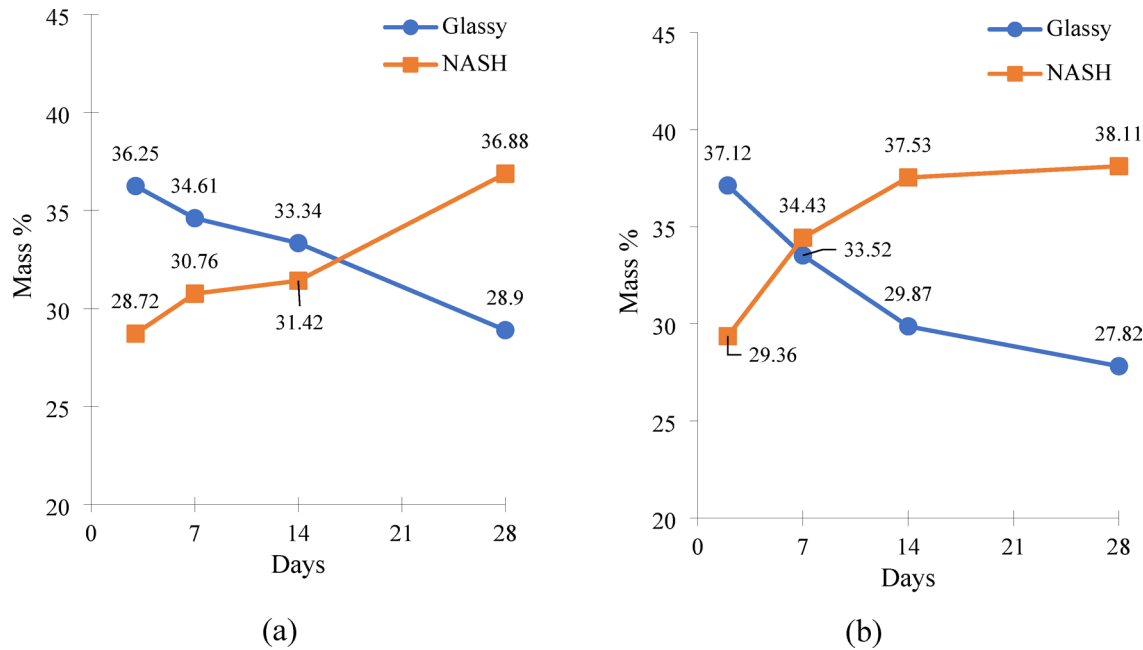 Glassy
NASH
45
40
35
30
25
20
Mass %
36.25
34.61
33.34
28.9
28.72
30.76
31.42
36.88
0 7 14 21 28
Days
(a)
Glassy
NASH
45
40
35
30
25
20
Mass %
37.12
33.52
29.87
27.82
29.36
34.43
37.53
38.11
0 7 14 21 28
Days
(b)